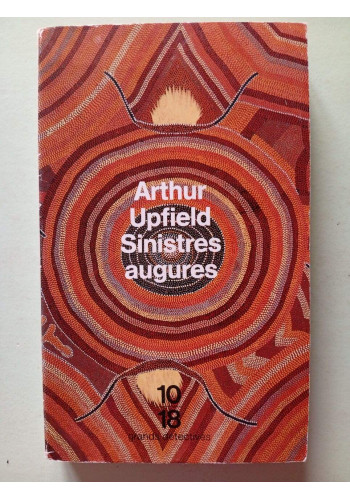 Arthur
Upfield
Sinistres
augures
10
18
grands détectives